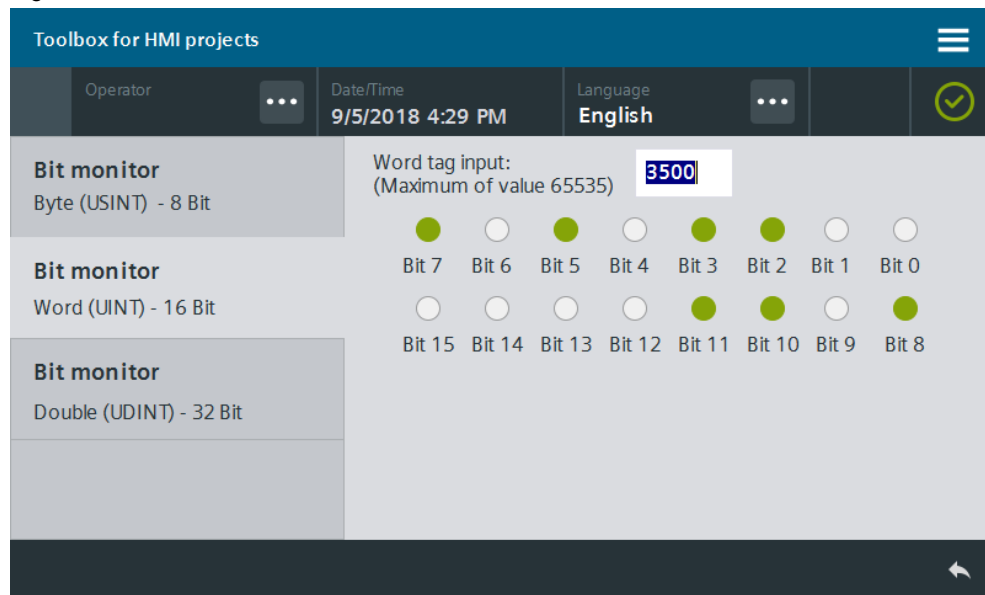 Toolbox for HMI projects
Operator
Date/Time
9/5/2018 4:29 PM
Language
English
Bit monitor
Byte (USINT) - 8 Bit
Bit monitor
Word (UINT) - 16 Bit
Bit monitor
Double (UDINT) - 32 Bit
Word tag input:
(Maximum of value 65535)
3500
Bit 7 Bit 6 Bit 5 Bit 4 Bit 3 Bit 2 Bit 1 Bit 0
Bit 15 Bit 14 Bit 13 Bit 12 Bit 11 Bit 10 Bit 9 Bit 8